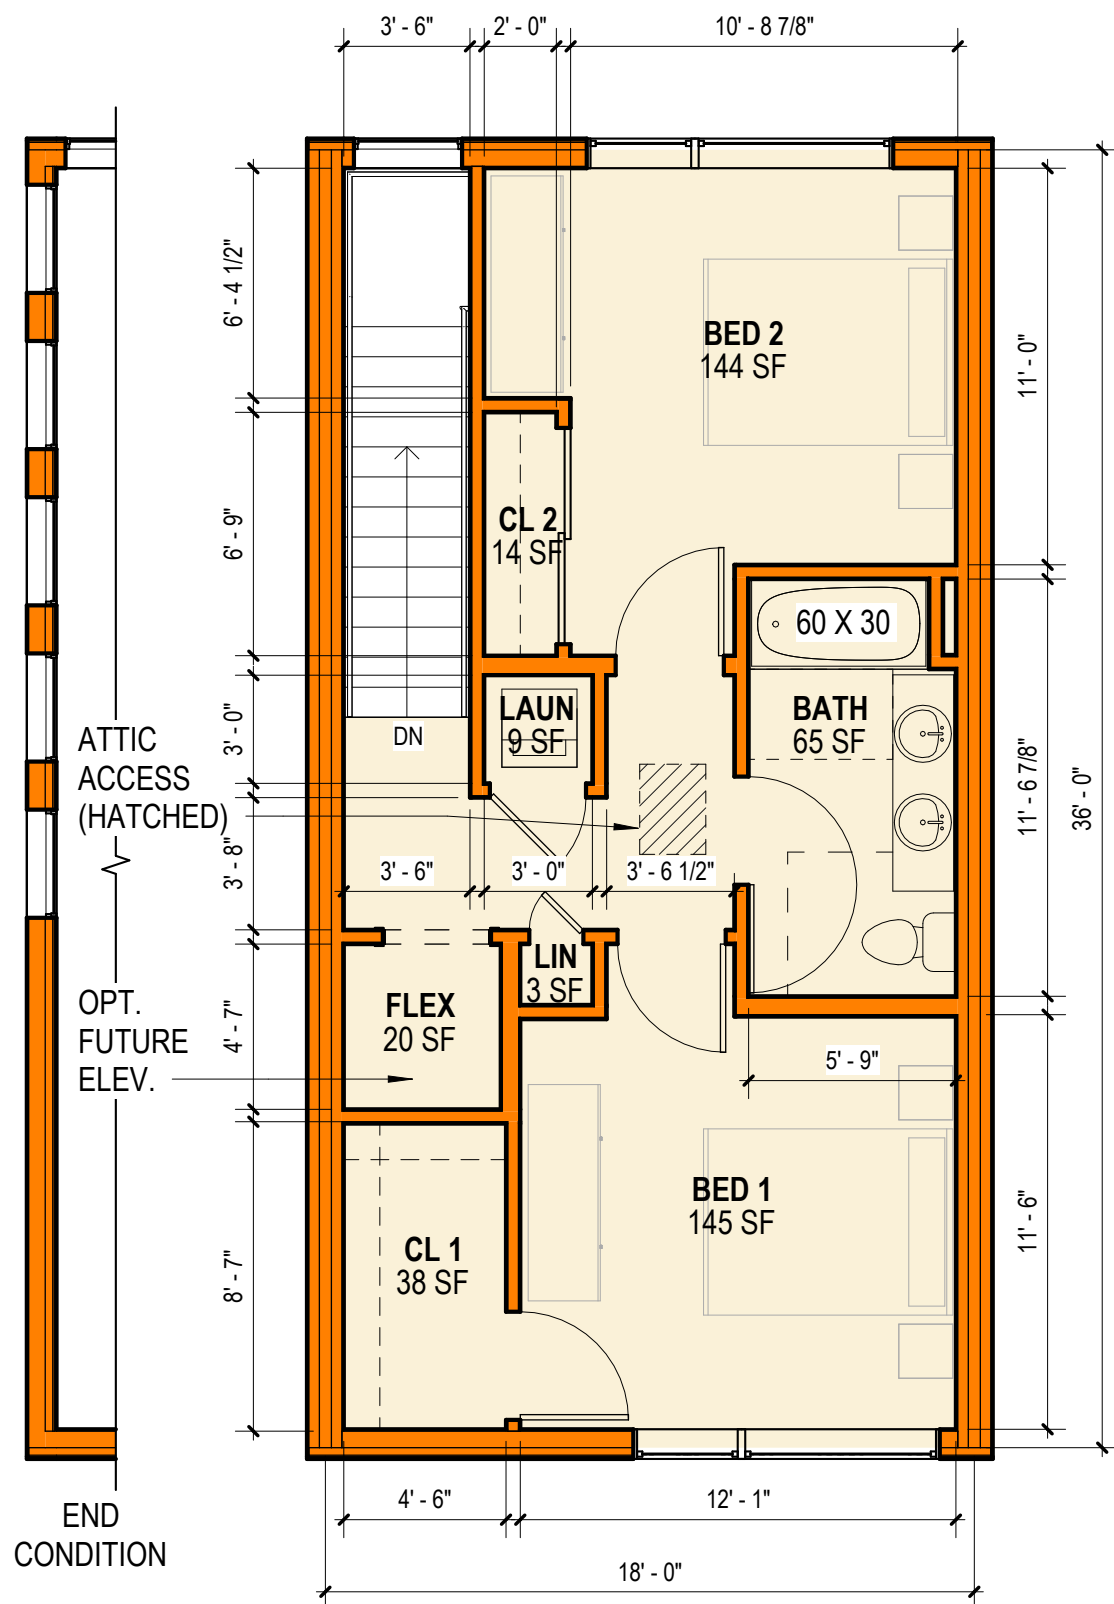 3' - 6"
2' - 0"
10' - 8 7/8"
6' - 4 1/2"
BED 2
144 SF
11' - 0"
6' - 9"
CL 2
14 SF
60 X 30
LAUN
9 SF
BATH
65 SF
3' - 0"
DN
ATTIC
ACCESS
(HATCHED)
11' - 6 7/8"
36' - 0"
3' - 8"
3' - 6"
3' - 0"
3' - 6 1/2"
LIN
3 SF
FLEX
20 SF
OPT.
FUTURE
ELEV.
4' - 7"
5' - 9"
BED 1
145 SF
11' - 6"
CL 1
38 SF
8' - 7"
4' - 6"
12' - 1"
END
CONDITION
18' - 0"